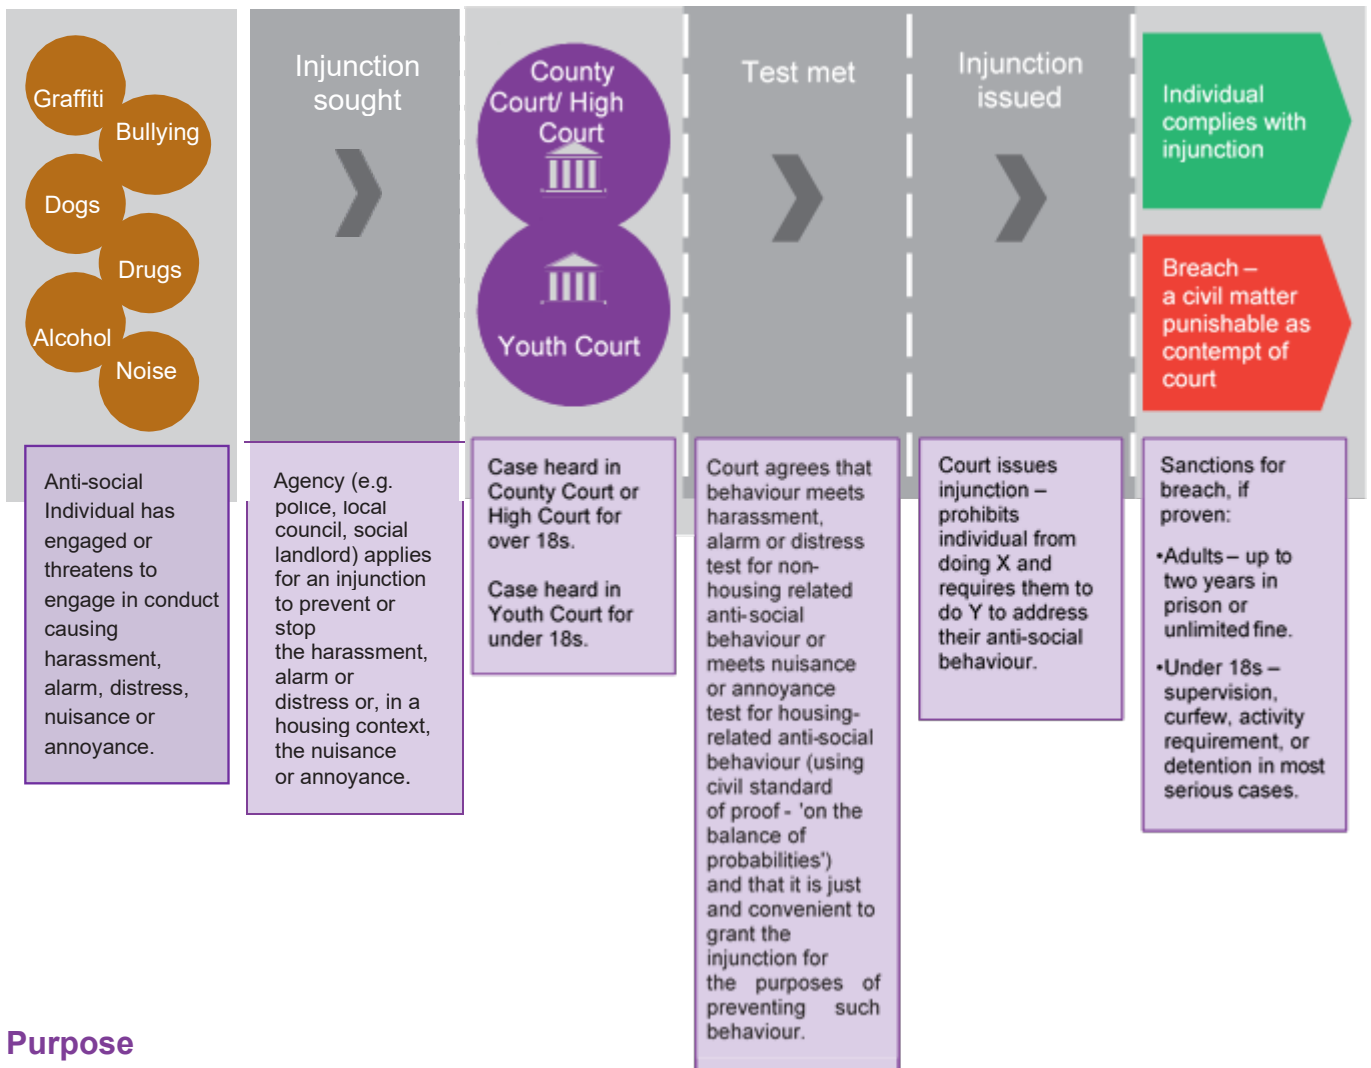 Graffiti
Bullying
Dogs
Drugs
Alcohol
Noise
Injunction
sought
County
Court/ High
Court
Youth Court
Test met
Injunction
issued
Individual
complies with
injunction
Breach –
a civil matter
punishable as
contempt of
court
Anti-social
Individual has
engaged or
threatens to
engage in conduct
causing
harassment,
alarm, distress,
nuisance or
annoyance.
Agency (e.g.
police, local
council, social
landlord) applies
for an injunction
to prevent or
stop
the harassment,
alarm or
distress or, in a
housing context,
the nuisance
or annoyance.
Case heard in
County Court or
High Court for
over 18s.
Case heard in
Youth Court for
under 18s.
Court agrees that
behaviour meets
harassment,
alarm or distress
test for non-
housing related
anti-social
behaviour or
meets nuisance
or annoyance
test for housing-
related anti-social
behaviour (using
civil standard
of proof - 'on the
balance of
probabilities')
and that it is just
and convenient to
grant the
injunction for
the purposes of
preventing such
behaviour.
Court issues
injunction –
prohibits
individual from
doing X and
requires them to
do Y to address
their anti-social
behaviour.
Sanctions for
breach, if
proven:
•Adults – up to
two years in
prison or
unlimited fine.
•Under 18s –
supervision,
curfew, activity
requirement, or
detention in most
serious cases.
Purpose